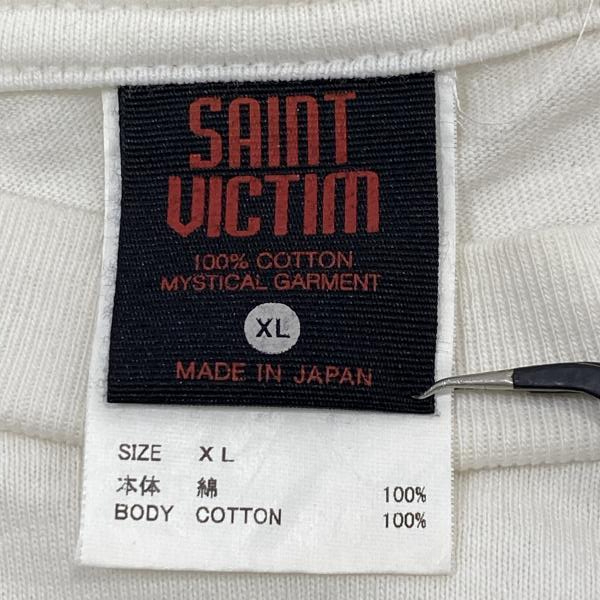 SAINT
VICTIM
100% COTTON
MYSTICAL GARMENT
XL
MADE IN JAPAN
SIZE XL
本体 綿 100%
BODY COTTON 100%